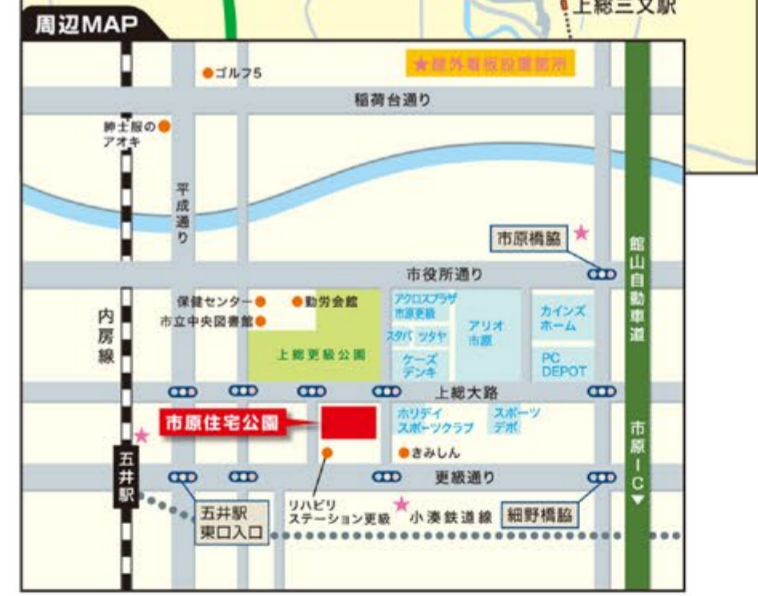 上総三又駅
周辺MAP
ゴルフ5
★屋外看板設置箇所
稲荷台通り
紳士服の
アオキ
平成通り
市原橋脇
★
館山自動車道
市役所通り
保健センター
勤労会館
市立中央図書館
内房線
アクロスプラザ
市原更級
スタバ
ツタヤ
アリオ
市原
カインズ
ホーム
上総更級公園
ケーズ
デンキ
PC
DEPOT
上総大路
市原住宅公園
ホリデイ
スポーツクラブ
スポーツ
デポ
市原IC▼
★
五井駅
きみしん
更級通り
五井駅
東口入口
リハビリ
ステーション更級
★
小湊鉄道線
細野橋脇